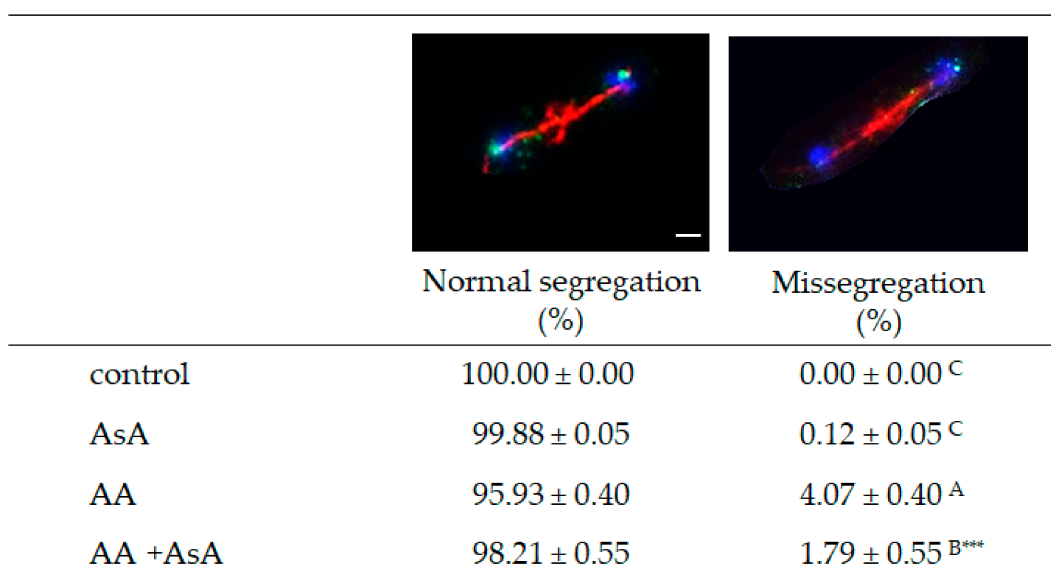 Normal segregation Missegregation
(%) (%)
control 100.00 ± 0.00 0.00 ± 0.00 C
AsA 99.88 ± 0.05 0.12 ± 0.05 C
AA 95.93 ± 0.40 4.07 ± 0.40 A
AA +AsA 98.21 ± 0.55 1.79 ± 0.55 B***